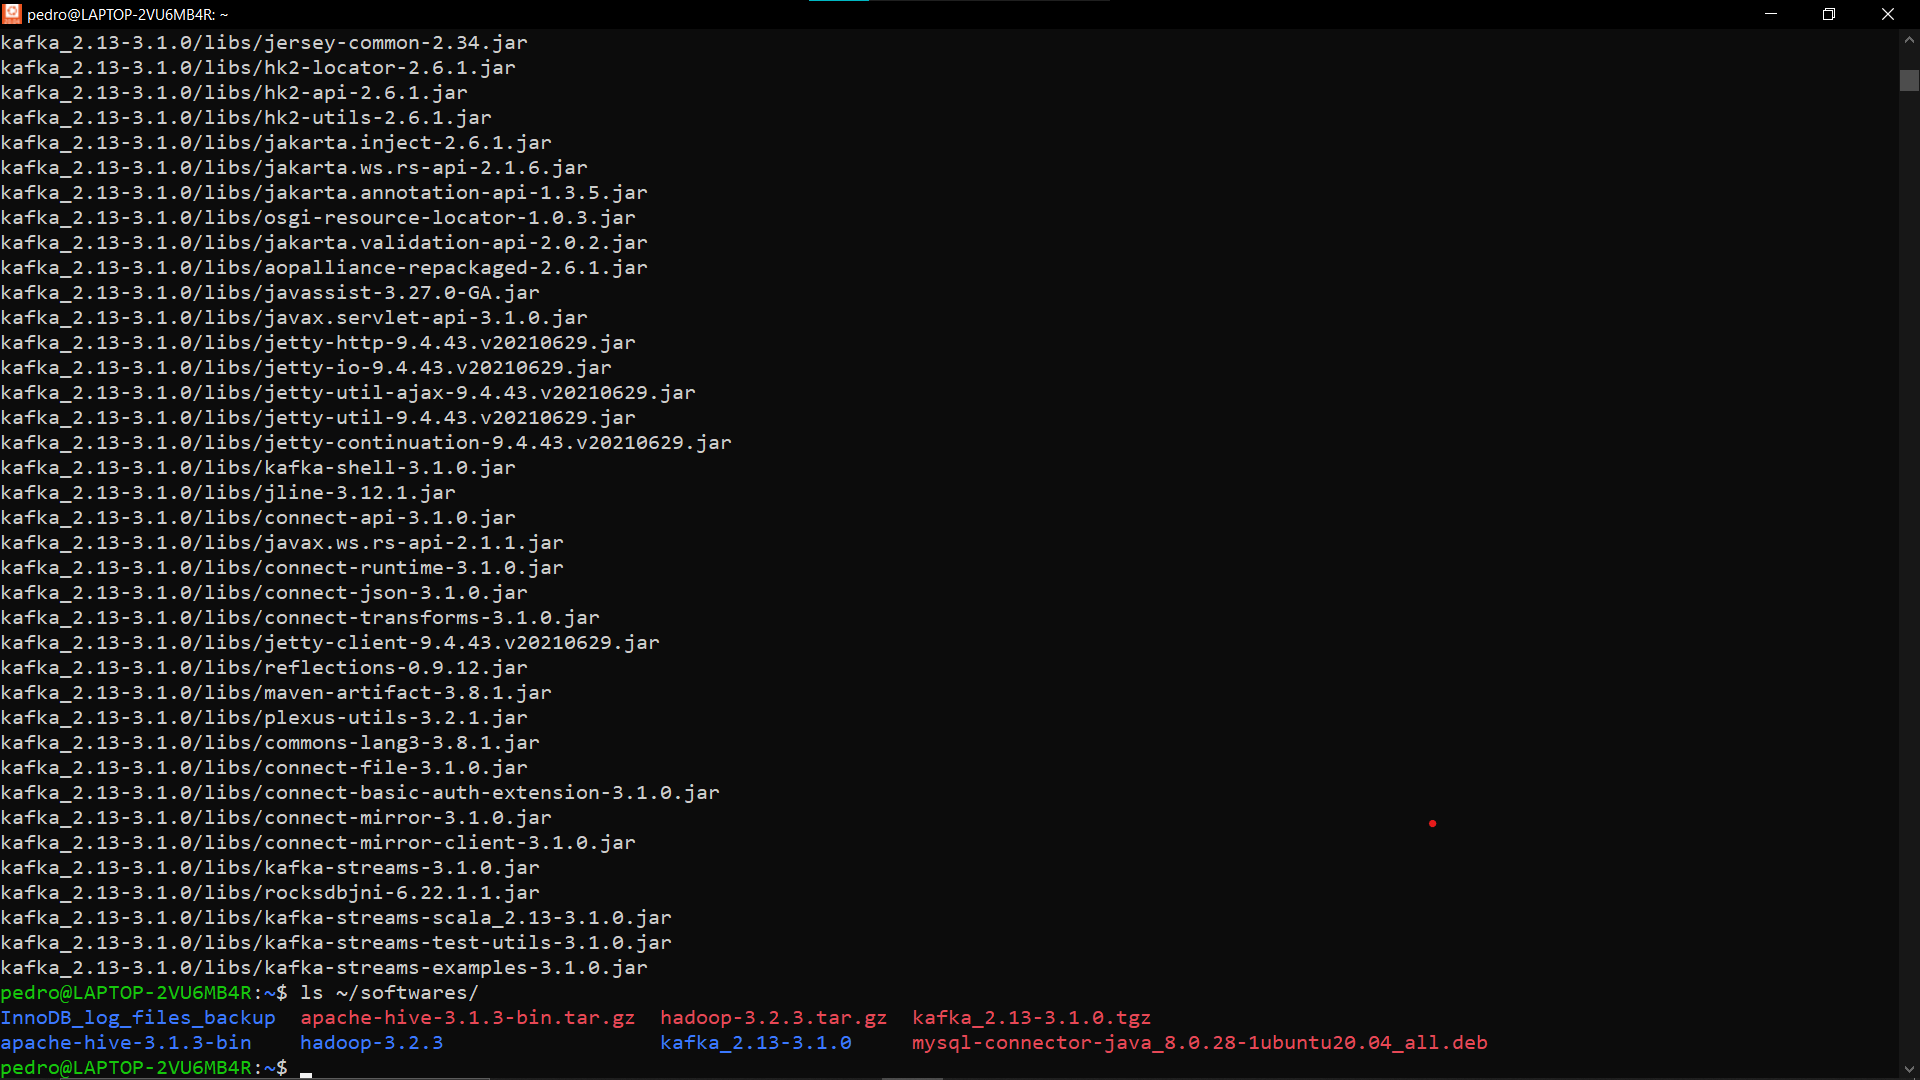 pedro@LAPTOP-2VU6MB4R: ~
kafka_2.13-3.1.0/libs/jersey-common-2.34.jar
kafka_2.13-3.1.0/libs/hk2-locator-2.6.1.jar
kafka_2.13-3.1.0/libs/hk2-api-2.6.1.jar
kafka_2.13-3.1.0/libs/hk2-utils-2.6.1.jar
kafka_2.13-3.1.0/libs/jakarta.inject-2.6.1.jar
kafka_2.13-3.1.0/libs/jakarta.ws.rs-api-2.1.6.jar
kafka_2.13-3.1.0/libs/jakarta.annotation-api-1.3.5.jar
kafka_2.13-3.1.0/libs/osgi-resource-locator-1.0.3.jar
kafka_2.13-3.1.0/libs/jakarta.validation-api-2.0.2.jar
kafka_2.13-3.1.0/libs/aopalliance-repackaged-2.6.1.jar
kafka_2.13-3.1.0/libs/javassist-3.27.0-GA.jar
kafka_2.13-3.1.0/libs/javax.servlet-api-3.1.0.jar
kafka_2.13-3.1.0/libs/jetty-http-9.4.43.v20210629.jar
kafka_2.13-3.1.0/libs/jetty-io-9.4.43.v20210629.jar
kafka_2.13-3.1.0/libs/jetty-util-ajax-9.4.43.v20210629.jar
kafka_2.13-3.1.0/libs/jetty-util-9.4.43.v20210629.jar
kafka_2.13-3.1.0/libs/jetty-continuation-9.4.43.v20210629.jar
kafka_2.13-3.1.0/libs/kafka-shell-3.1.0.jar
kafka_2.13-3.1.0/libs/jline-3.12.1.jar
kafka_2.13-3.1.0/libs/connect-api-3.1.0.jar
kafka_2.13-3.1.0/libs/javax.ws.rs-api-2.1.1.jar
kafka_2.13-3.1.0/libs/connect-runtime-3.1.0.jar
kafka_2.13-3.1.0/libs/connect-json-3.1.0.jar
kafka_2.13-3.1.0/libs/connect-transforms-3.1.0.jar
kafka_2.13-3.1.0/libs/jetty-client-9.4.43.v20210629.jar
kafka_2.13-3.1.0/libs/reflections-0.9.12.jar
kafka_2.13-3.1.0/libs/maven-artifact-3.8.1.jar
kafka_2.13-3.1.0/libs/plexus-utils-3.2.1.jar
kafka_2.13-3.1.0/libs/commons-lang3-3.8.1.jar
kafka_2.13-3.1.0/libs/connect-file-3.1.0.jar
kafka_2.13-3.1.0/libs/connect-basic-auth-extension-3.1.0.jar
kafka_2.13-3.1.0/libs/connect-mirror-3.1.0.jar
kafka_2.13-3.1.0/libs/connect-mirror-client-3.1.0.jar
kafka_2.13-3.1.0/libs/kafka-streams-3.1.0.jar
kafka_2.13-3.1.0/libs/rocksdbjni-6.22.1.1.jar
kafka_2.13-3.1.0/libs/kafka-streams-scala_2.13-3.1.0.jar
kafka_2.13-3.1.0/libs/kafka-streams-test-utils-3.1.0.jar
kafka_2.13-3.1.0/libs/kafka-streams-examples-3.1.0.jar
pedro@LAPTOP-2VU6MB4R:~$ ls ~/softwares/
InnoDB_log_files_backup  apache-hive-3.1.3-bin.tar.gz  hadoop-3.2.3.tar.gz  kafka_2.13-3.1.0.tgz
apache-hive-3.1.3-bin    hadoop-3.2.3                  kafka_2.13-3.1.0     mysql-connector-java_8.0.28-1ubuntu20.04_all.deb
pedro@LAPTOP-2VU6MB4R:~$